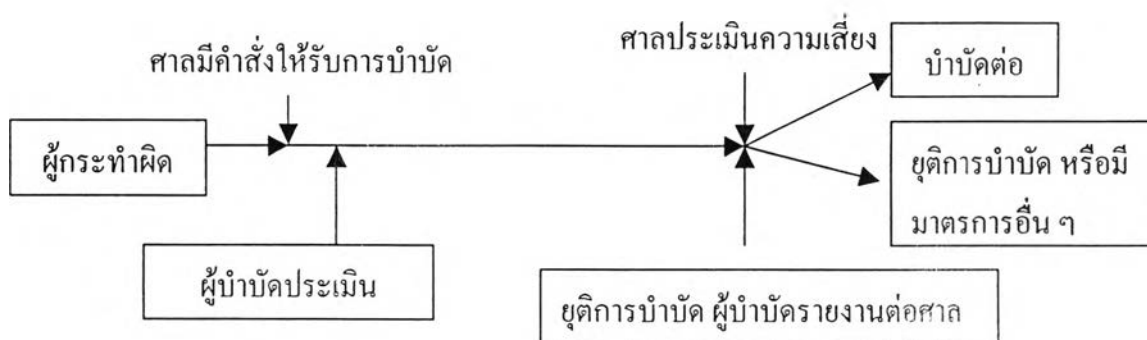 ศาลประเมินความเสี่ยง
ศาลมีคำสั่งให้รับการบำบัด
บำบัดต่อ
ผู้กระทำผิด
ยุติการบำบัด หรือมี
มาตรการอื่น ๆ
ผู้บำบัดประเมิน
ยุติการบำบัด ผู้บำบัดรายงานต่อศาล